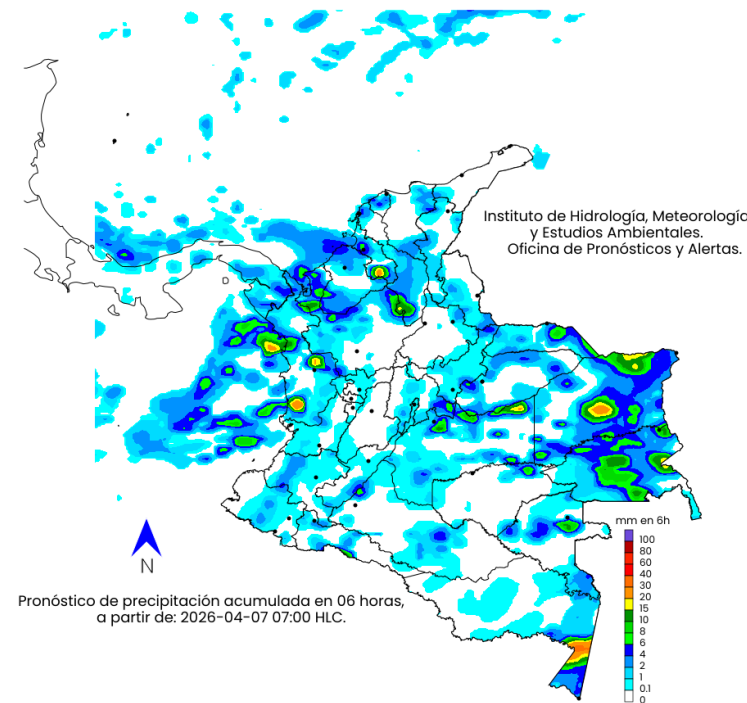 Instituto de Hidrología, Meteorología
y Estudios Ambientales.
Oficina de Pronósticos y Alertas.
mm en 6h
100
80
60
40
30
20
15
10
8
6
4
2
1
0.1
0
N
Pronóstico de precipitación acumulada en 06 horas,
a partir de: 2026-04-07 07:00 HLC.